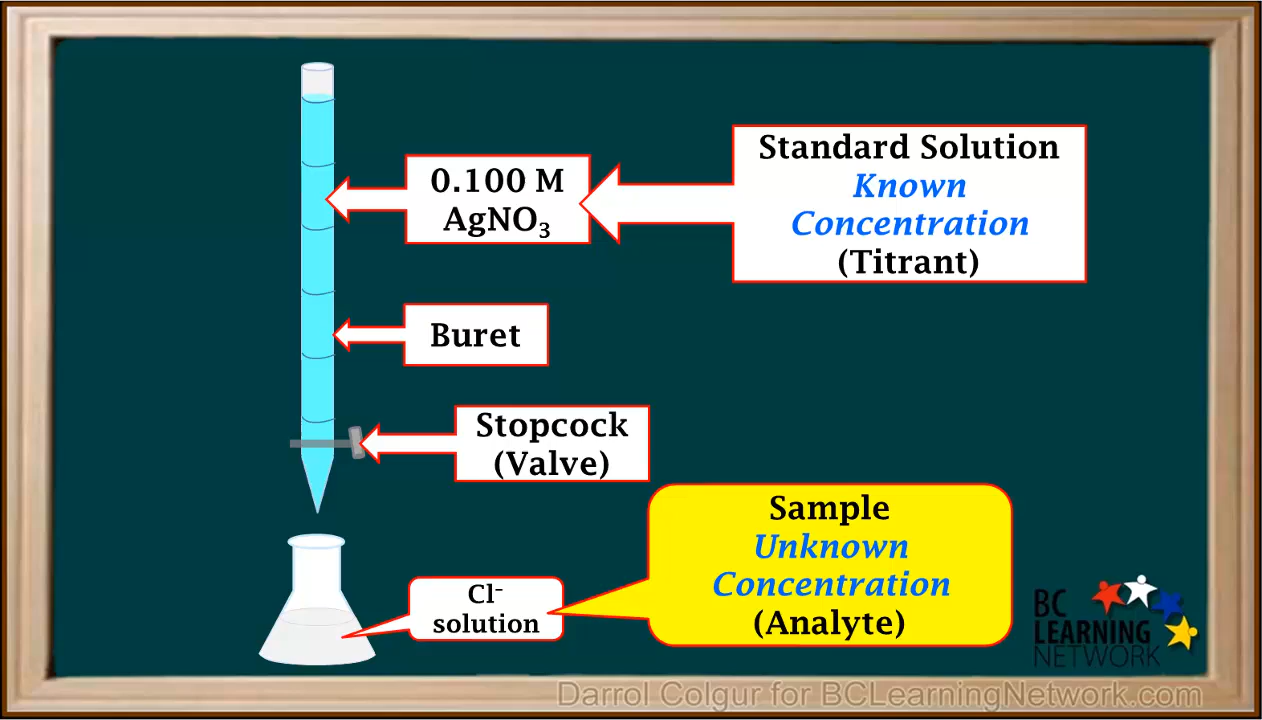 0.100 M
AgNO₃
Standard Solution
Known
Concentration
(Titrant)
Buret
Stopcock
(Valve)
Sample
Unknown
Concentration
(Analyte)
Cl⁻
solution
BC
LEARNING
NETWORK
Darrol Colgur for BCLearningNetwork.com